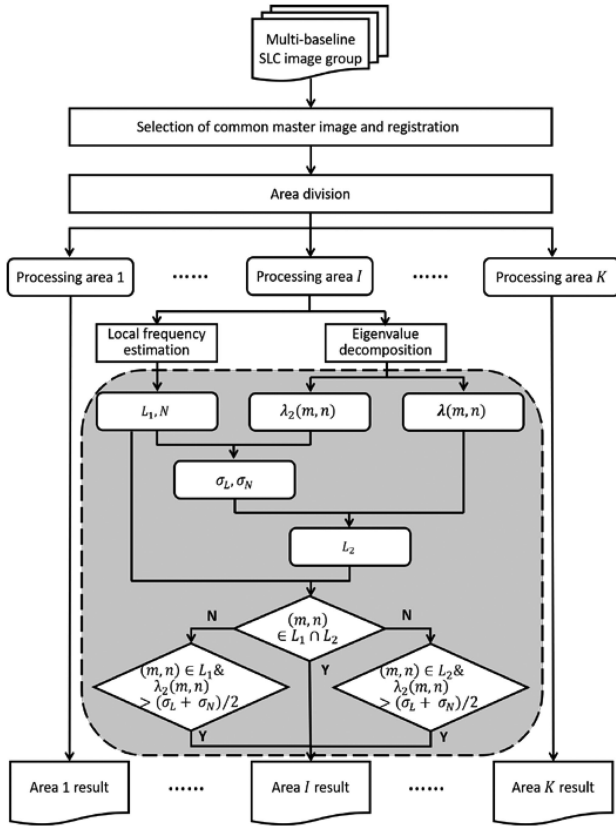 Multi-baseline
SLC image group
Selection of common master image and registration
Area division
Processing area 1
......
Processing area I
......
Processing area K
Local frequency
estimation
Eigenvalue
decomposition
L₁, N
λ₂(m, n)
λ(m, n)
σ_L, σ_N
L₂
N
(m, n)
∈ L₁ ∩ L₂
N
(m, n) ∈ L₁&
λ₂(m, n)
> (σ_L + σ_N)/2
Y
(m, n) ∈ L₂&
λ₂(m, n)
> (σ_L + σ_N)/2
Y
Y
Area 1 result
......
Area I result
......
Area K result